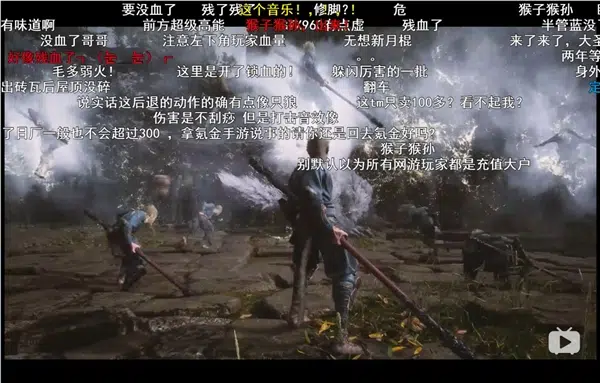 要没血了 残了残 这个音乐！,修脚?！ 危 猴子猴孙
有味道啊 前方超级高能 残血了 半管蓝没了
没血了哥哥 注意左下角玩家血量 无想新月棍 来了来了，大圣
两年等
毛多弱火！ 这里是开了锁血的! 躲闪厉害的一批 身外
出砖瓦后屋顶没碎 翻车
说实话这后退的动作的确有点像只狼 这tm只卖100多？看不起我？
伤害是不刮痧 但是打击音效像
了日厂一般也不会超过300 ，拿氪金手游说事的请你还是回去氪金好吗？
猴子猴孙
别默认以为所有网游玩家都是充值大户